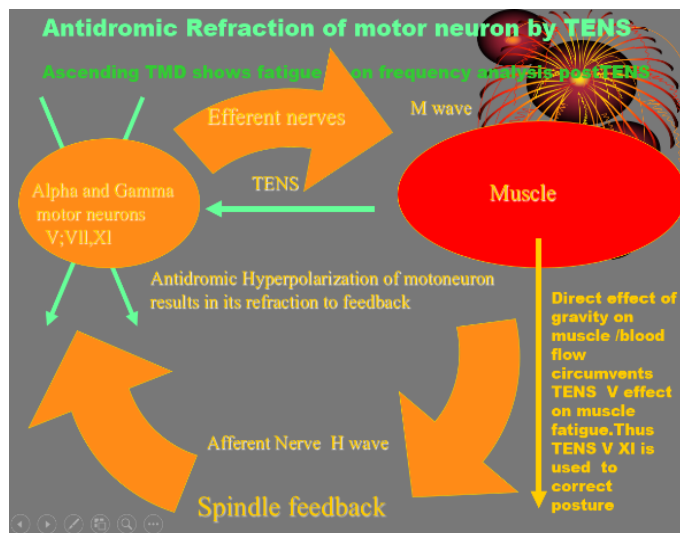 Antidromic Refraction of motor neuron by TENS
Ascending TMD shows fatigue on frequency analysis postTENS
Efferent nerves
M wave
TENS
Alpha and Gamma
motor neurons
V;VII,XI
Muscle
Antidromic Hyperpolarization of motoneuron
results in its refraction to feedback
Direct effect of
gravity on
muscle /blood
flow
circumvents
TENS V effect
on muscle
fatigue.Thus
TENS V XI is
used to
correct
posture
Afferent Nerve H wave
Spindle feedback